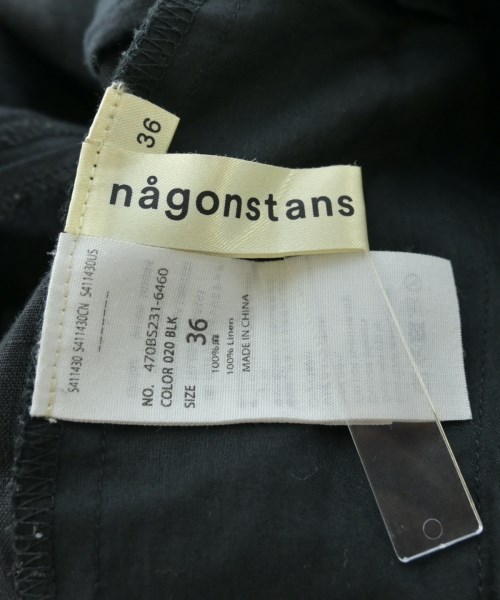 36
någonstans
S411430 S411430CN S411430US
NO. 470BS231-6460
COLOR 020 BLK
SIZE 36
100%麻
100% Linen
MADE IN CHINA